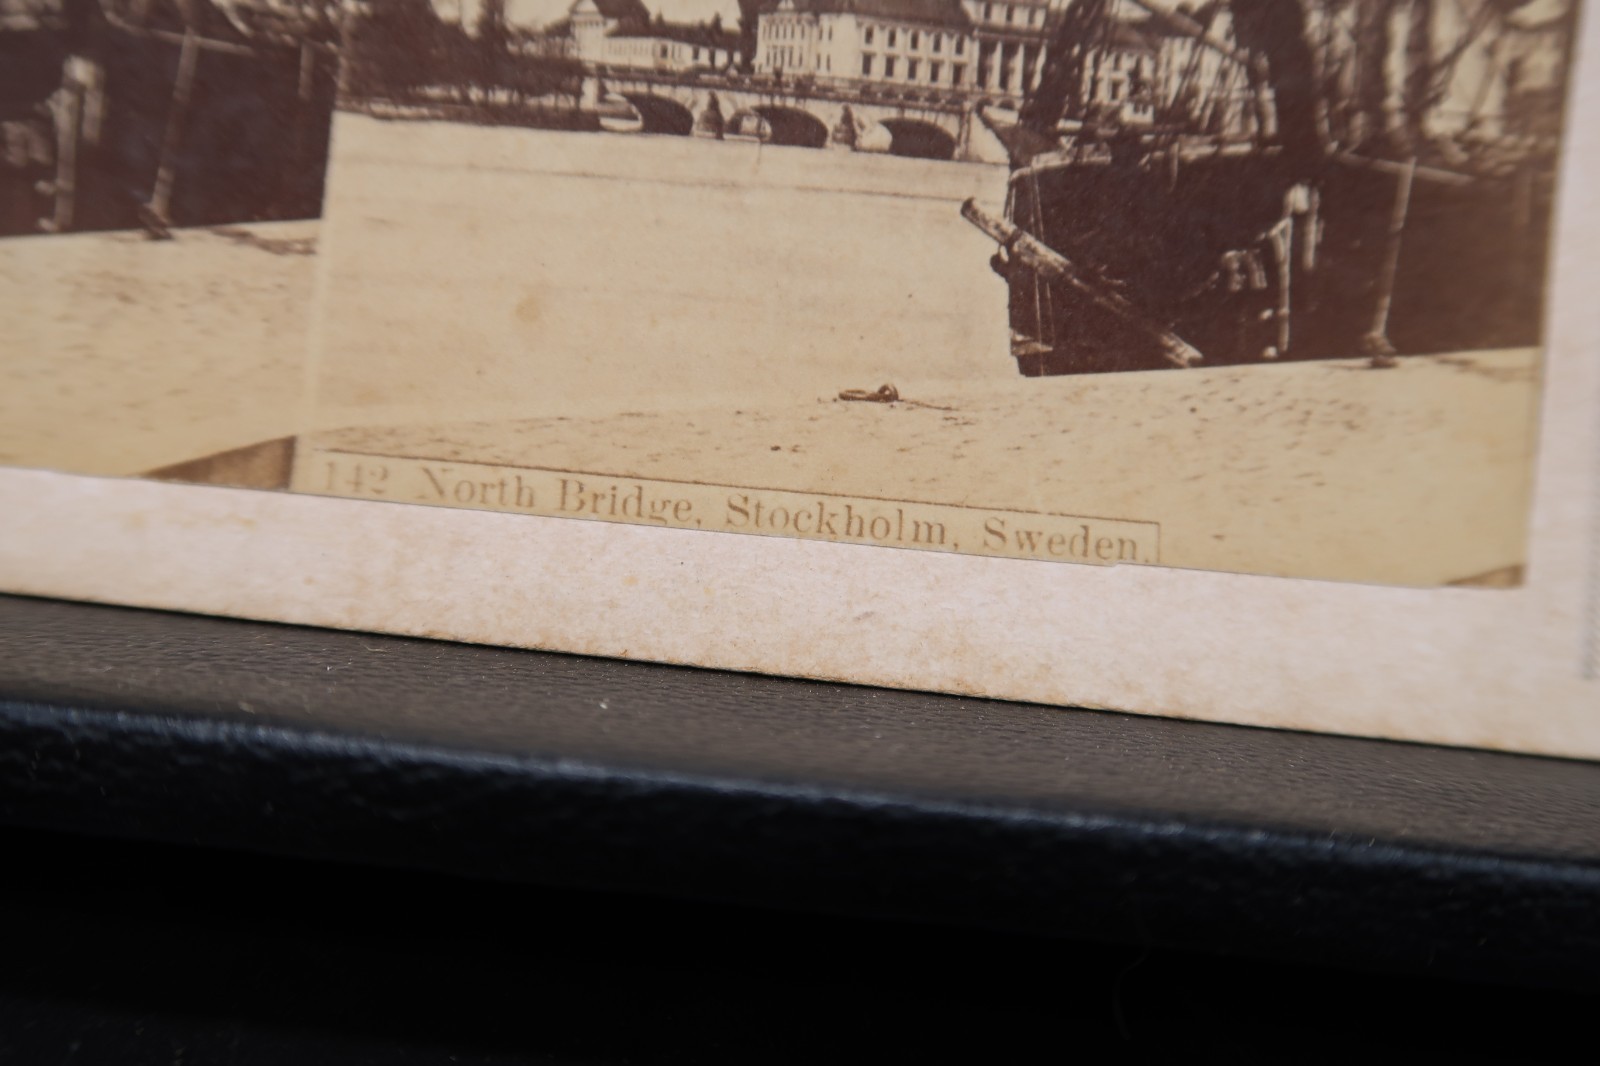 142 North Bridge, Stockholm, Sweden.